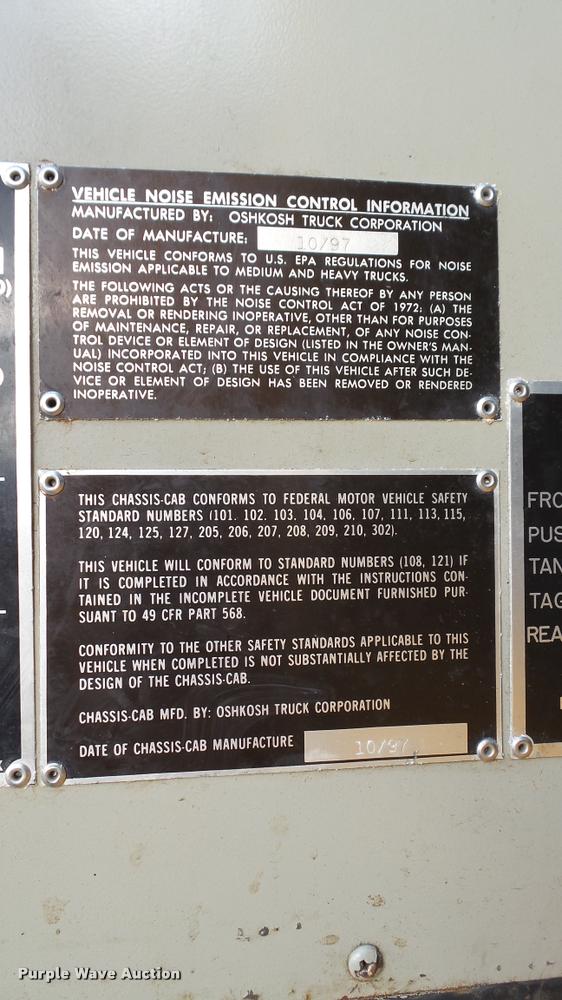 VEHICLE NOISE EMISSION CONTROL INFORMATION
MANUFACTURED BY: OSHKOSH TRUCK CORPORATION
DATE OF MANUFACTURE: 10/97
THIS VEHICLE CONFORMS TO U.S. EPA REGULATIONS FOR NOISE
EMISSION APPLICABLE TO MEDIUM AND HEAVY TRUCKS.
THE FOLLOWING ACTS OR THE CAUSING THEREOF BY ANY PERSON
ARE PROHIBITED BY THE NOISE CONTROL ACT OF 1972: (A) THE
REMOVAL OR RENDERING INOPERATIVE, OTHER THAN FOR PURPOSES
OF MAINTENANCE, REPAIR, OR REPLACEMENT, OF ANY NOISE CON-
TROL DEVICE OR ELEMENT OF DESIGN (LISTED IN THE OWNER'S MAN-
UAL) INCORPORATED INTO THIS VEHICLE IN COMPLIANCE WITH THE
NOISE CONTROL ACT; (B) THE USE OF THIS VEHICLE AFTER SUCH DE-
VICE OR ELEMENT OF DESIGN HAS BEEN REMOVED OR RENDERED
INOPERATIVE.
THIS CHASSIS-CAB CONFORMS TO FEDERAL MOTOR VEHICLE SAFETY
STANDARD NUMBERS (101. 102. 103. 104. 106, 107, 111, 113, 115,
120, 124, 125, 127, 205, 206, 207, 208, 209, 210, 302).
THIS VEHICLE WILL CONFORM TO STANDARD NUMBERS (108, 121) IF
IT IS COMPLETED IN ACCORDANCE WITH THE INSTRUCTIONS CON-
TAINED IN THE INCOMPLETE VEHICLE DOCUMENT FURNISHED PUR-
SUANT TO 49 CFR PART 568.
CONFORMITY TO THE OTHER SAFETY STANDARDS APPLICABLE TO THIS
VEHICLE WHEN COMPLETED IS NOT SUBSTANTIALLY AFFECTED BY THE
DESIGN OF THE CHASSIS-CAB.
CHASSIS-CAB MFD. BY: OSHKOSH TRUCK CORPORATION
DATE OF CHASSIS-CAB MANUFACTURE 10/97
FRO
PUS
TAN
TAG
REA
Purple Wave Auction